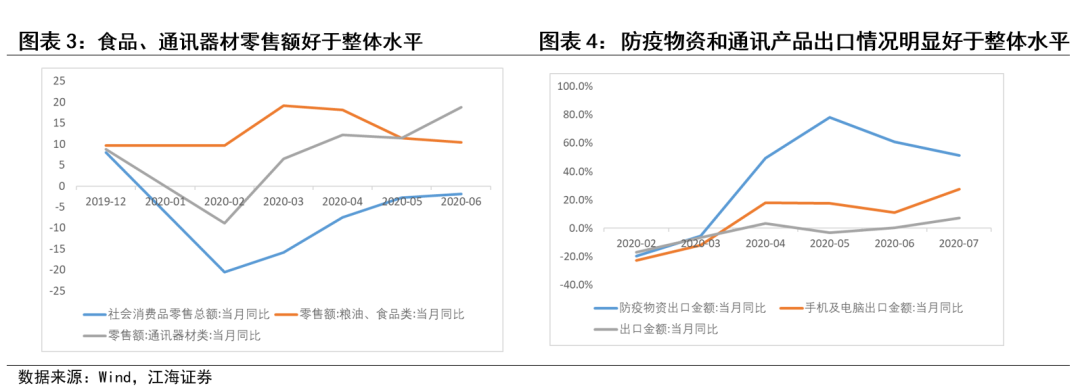 图表 3：食品、通讯器材零售额好于整体水平
25
20
15
10
5
0
-5
-10
-15
-20
-25
2019-12 2020-01 2020-02 2020-03 2020-04 2020-05 2020-06
社会消费品零售总额:当月同比 零售额:粮油、食品类:当月同比
零售额:通讯器材类:当月同比
图表 4：防疫物资和通讯产品出口情况明显好于整体水平
100.0%
80.0%
60.0%
40.0%
20.0%
0.0%
-20.0%
-40.0%
2020-02 2020-03 2020-04 2020-05 2020-06 2020-07
防疫物资出口金额:当月同比 手机及电脑出口金额:当月同比
出口金额:当月同比
数据来源：Wind，江海证券